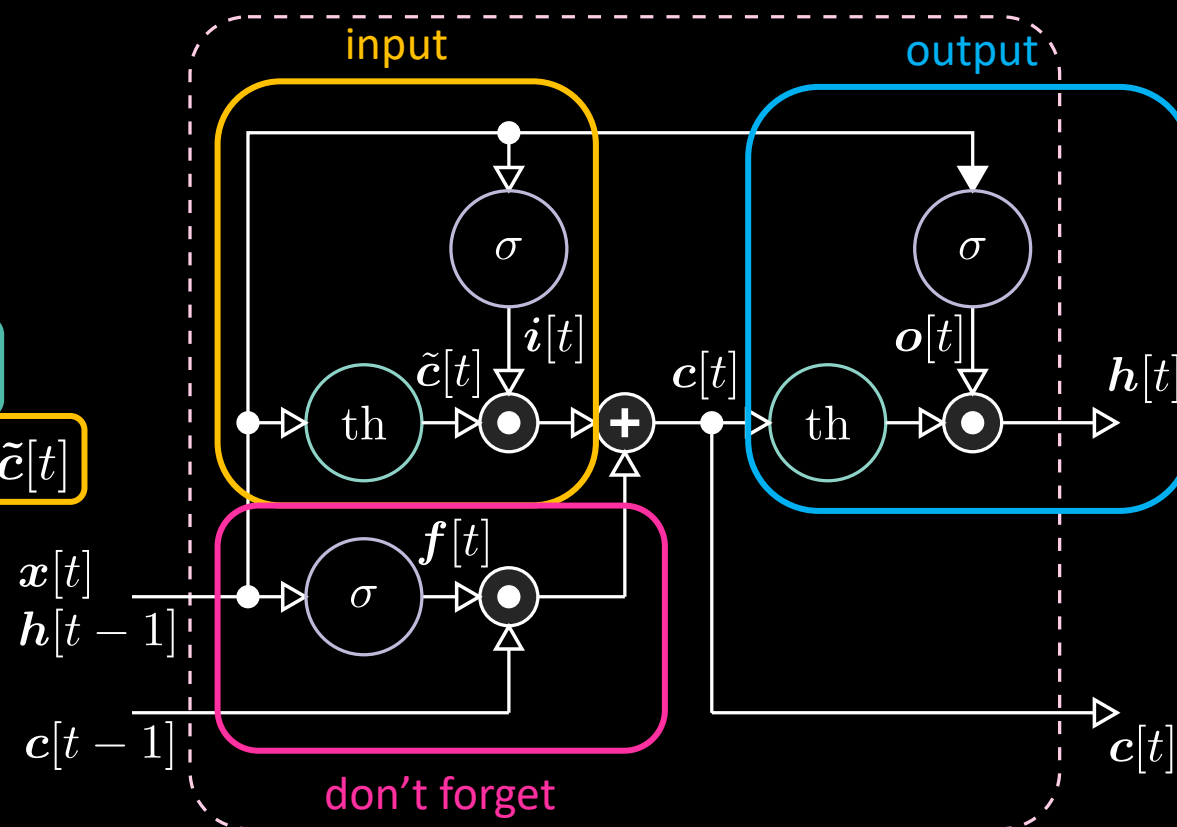 input
output
σ
σ
i[t]
o[t]
c̃[t]
c[t]
h[t]
th
+
th
c̃[t]
f[t]
x[t]
σ
h[t − 1]
c[t − 1]
c[t]
don’t forget